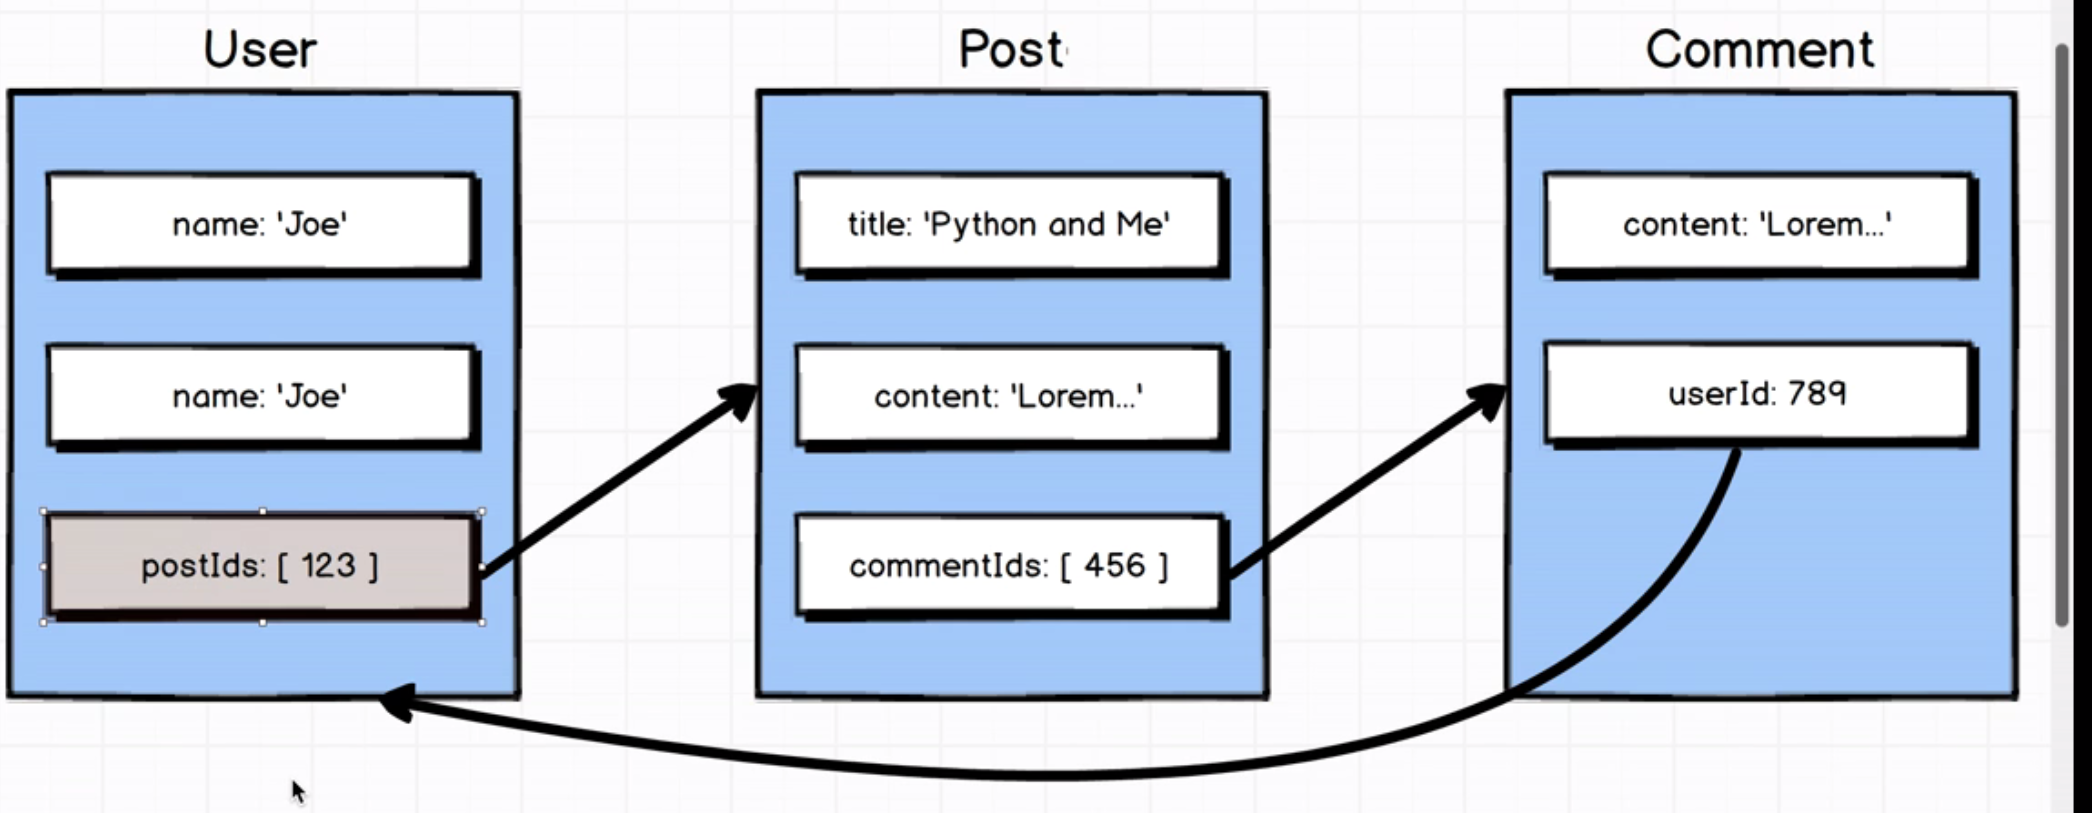 User
name: 'Joe'
name: 'Joe'
postIds: [ 123 ]
Post
title: 'Python and Me'
content: 'Lorem...'
commentIds: [ 456 ]
Comment
content: 'Lorem...'
userId: 789